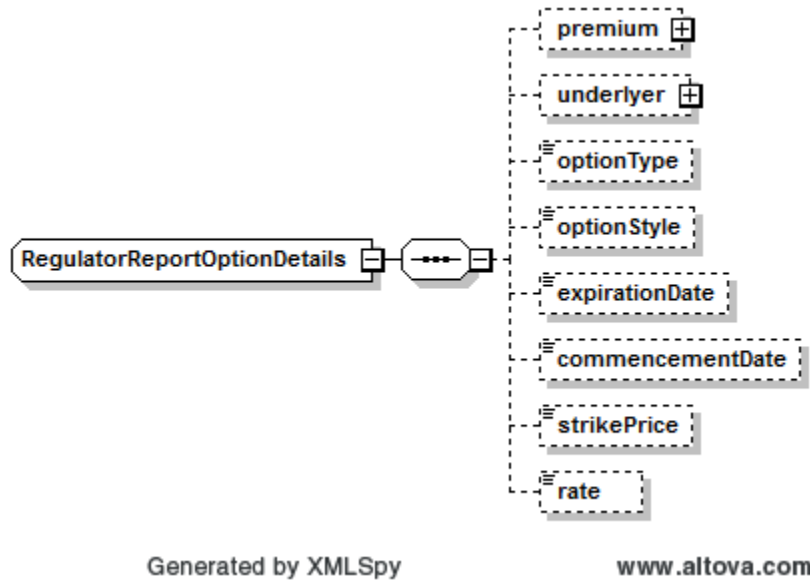 premium
underlyer
optionType
optionStyle
RegulatorReportOptionDetails
expirationDate
commencementDate
strikePrice
rate
Generated by XMLSpy
www.altova.com